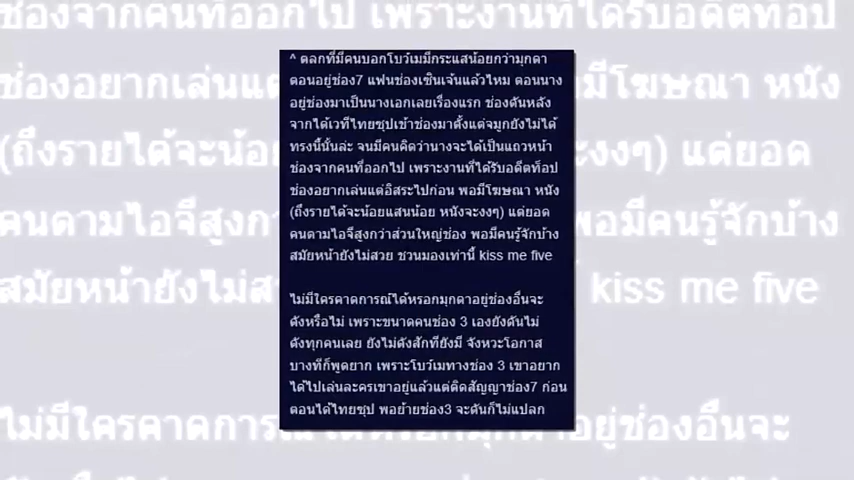 ^ ตลกที่มีคนบอกโบว์เมมีกระแสน้อยกว่ามุกดา
ตอนอยู่ช่อง7 แฟนช่องเซ็นเจ้นแล้วไหม ตอนนาง
อยู่ช่องมาเป็นนางเอกเลยเรื่องแรก ช่องดันหลัง
จากได้เวทีไทยซุปเข้าช่องมาตั้งแต่จมูกยังไม่ได้
ทรงนี้นั้นล่ะ จนมีคนคิดว่านางจะได้เป็นแถวหน้า
ช่องจากคนที่ออกไป เพราะงานที่ได้รับอดีตท็อป
ช่องอยากเล่นแต่อิสระไปก่อน พอมีโฆษณา หนัง
(ถึงรายได้จะน้อยแสนน้อย หนังจะงงๆ) แต่ยอด
คนตามไอจีสูงกว่าส่วนใหญ่ช่อง พอมีคนรู้จักบ้าง
สมัยหน้ายังไม่สวย ชวนมองเท่านี้ kiss me five
ไม่มีใครคาดการณ์ได้หรอกมุกดาอยู่ช่องอื่นจะ
ดังหรือไม่ เพราะขนาดคนช่อง 3 เองยังดันไม่
ดังทุกคนเลย ยังไม่ดังสักทียังมี จังหวะโอกาส
บางทีก็พูดยาก เพราะโบว์เมทางช่อง 3 เขาอยาก
ได้ไปเล่นละครเขาอยู่แล้วแต่ติดสัญญาช่อง7 ก่อน
ตอนได้ไทยซุป พอย้ายช่อง3 จะดันก็ไม่แปลก